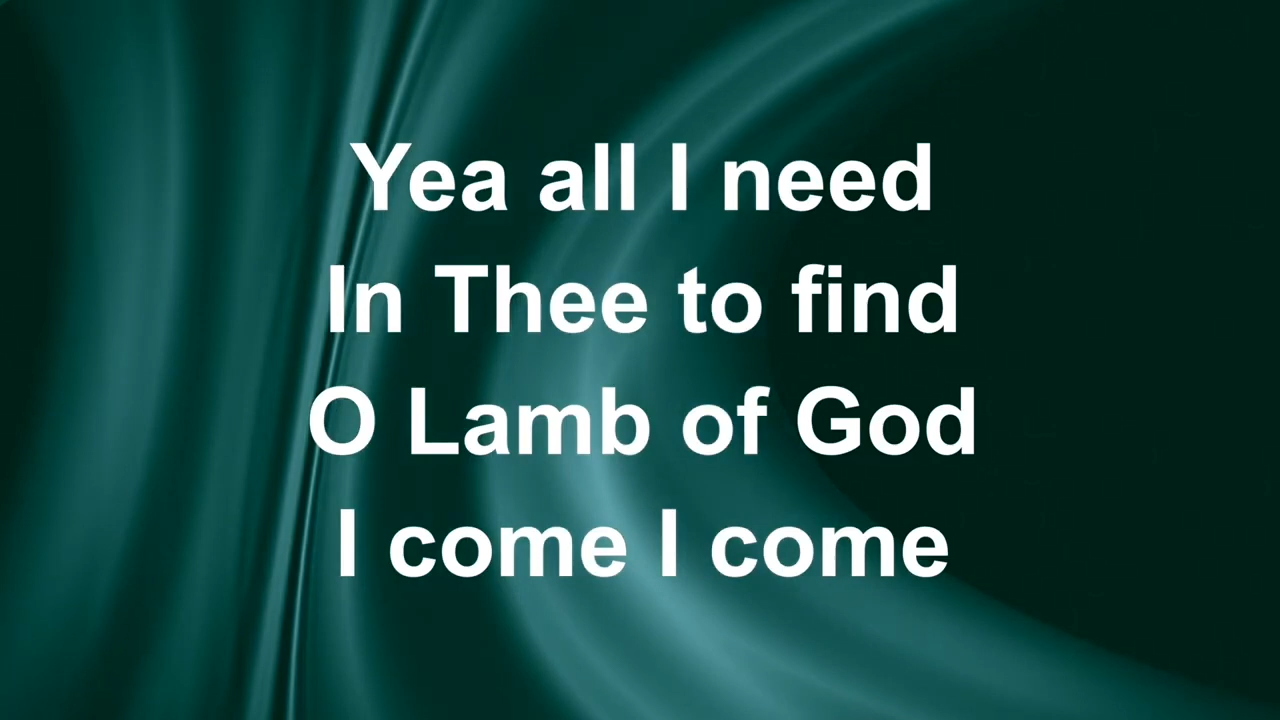 Yea all I need
In Thee to find
O Lamb of God
I come I come